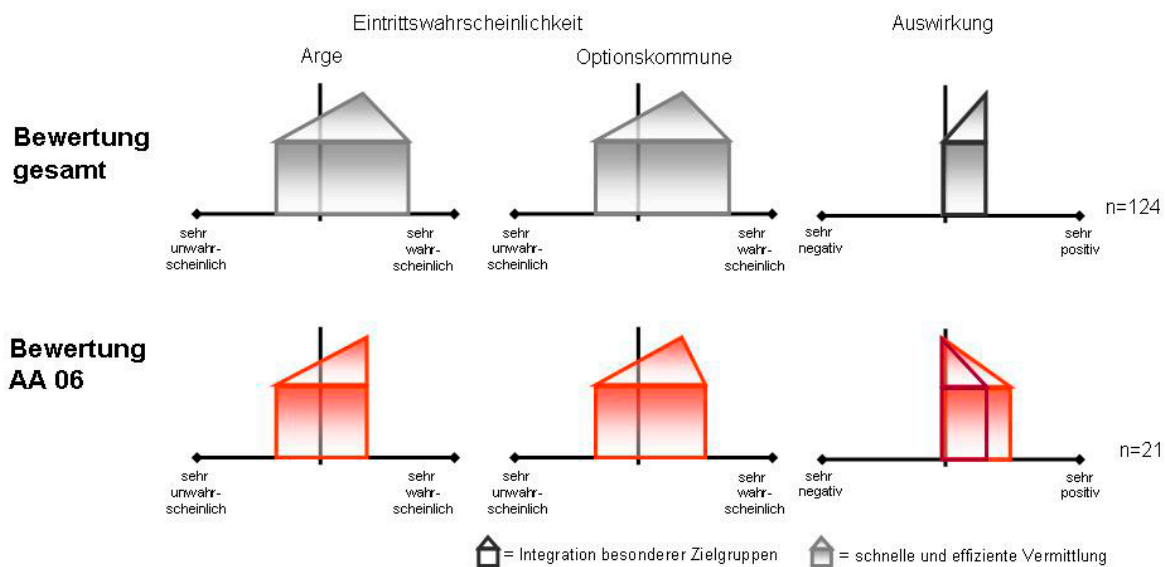 Eintrittswahrscheinlichkeit
Auswirkung
Arge
Optionskommune
Bewertung
gesamt
n=124
sehr
unwahr-
scheinlich
sehr
wahr-
scheinlich
sehr
unwahr-
scheinlich
sehr
wahr-
scheinlich
sehr
negativ
sehr
positiv
Bewertung
AA 06
n=21
sehr
unwahr-
scheinlich
sehr
wahr-
scheinlich
sehr
unwahr-
scheinlich
sehr
wahr-
scheinlich
sehr
negativ
sehr
positiv
= Integration besonderer Zielgruppen
= schnelle und effiziente Vermittlung